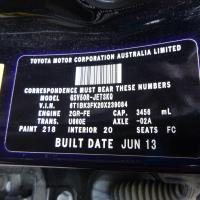 TOYOTA MOTOR CORPORATION AUSTRALIA LIMITED
CORRESPONDENCE MUST BEAR THESE NUMBERS
MODEL GSV50R-JETSKQ
V.I.N. 6T1BK3FK20X239084
ENGINE 2GR-FE CAP. 3456 mL
TRANS. U660E AXLE -02A
PAINT 218 INTERIOR 20 SEATS FC
BUILT DATE JUN 13